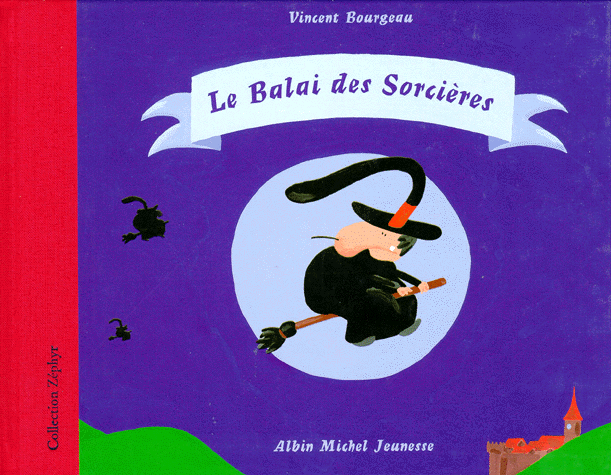 Vincent Bourgeau
Le Balai des Sorcières
Albin Michel Jeunesse
Collection Zéphyr